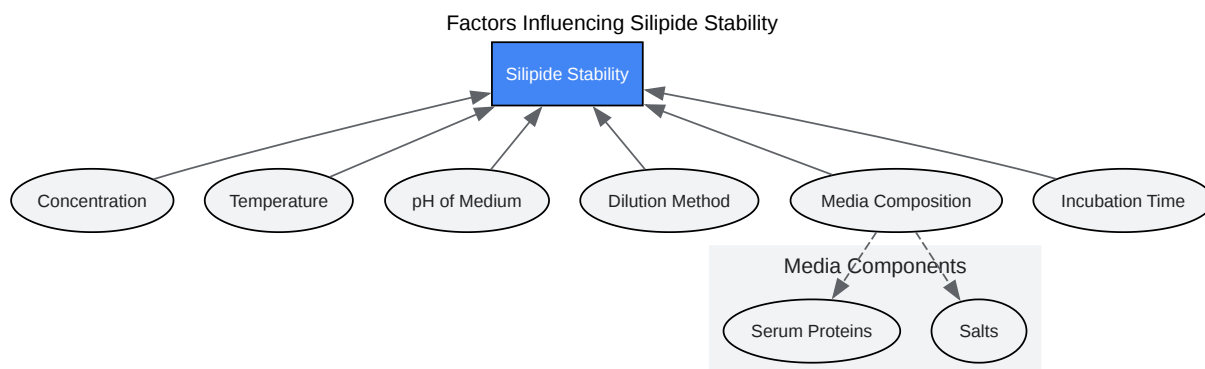 Factors Influencing Silipide Stability
Silipide Stability
Concentration
Temperature
pH of Medium
Dilution Method
Media Composition
Incubation Time
Media Components
Serum Proteins
Salts